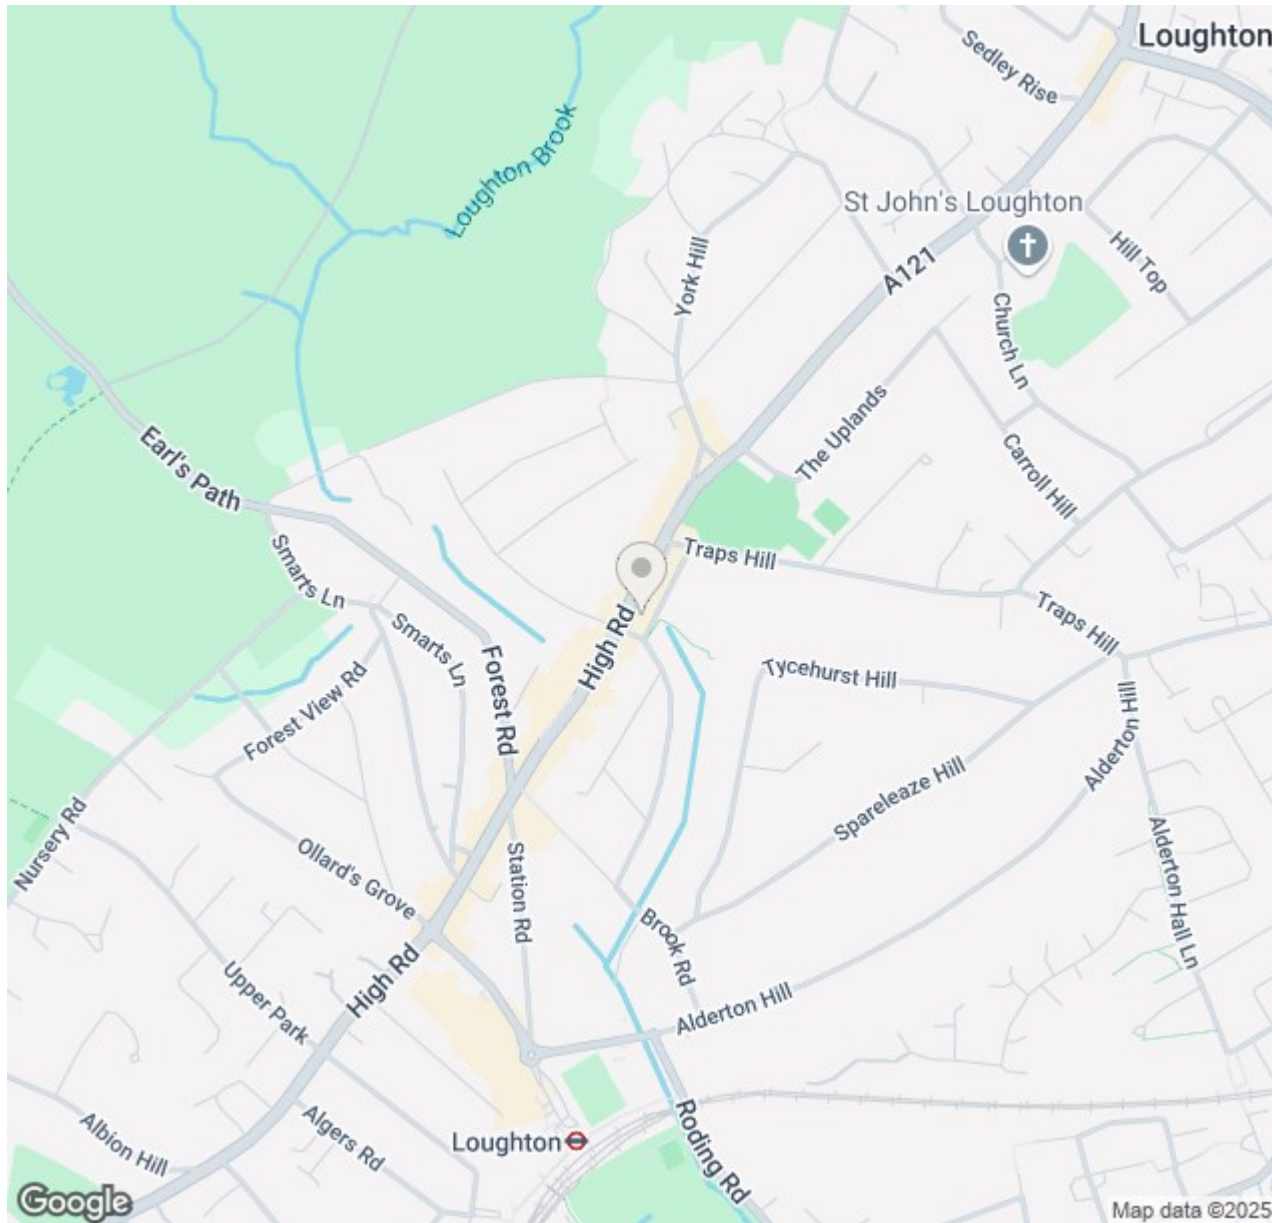 Loughton
Sedley Rise
Loughton Brook
St John's Loughton
Hill Top
York Hill
A121
Church Ln
The Uplands
Carroll Hill
Earl's Path
Smarts Ln
Traps Hill
Traps Hill
Smarts Ln
High Rd
Forest Rd
Tycehurst Hill
Forest View Rd
Alderton Hill
Spareleaze Hill
Nursery Rd
Ollard's Grove
Station Rd
Alderton Hall Ln
Brook Rd
High Rd
Upper Park
Alderton Hill
Albion Hill
Algers Rd
Loughton
Roding Rd
Google
Map data ©2025